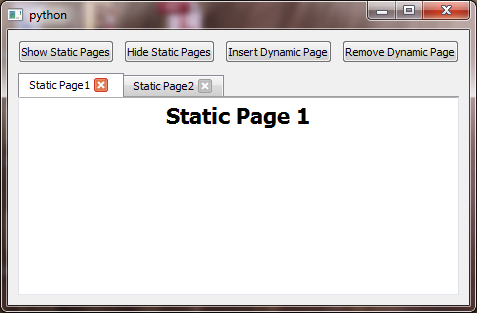 python
Show Static Pages Hide Static Pages Insert Dynamic Page Remove Dynamic Page
Static Page1 Static Page2
Static Page 1